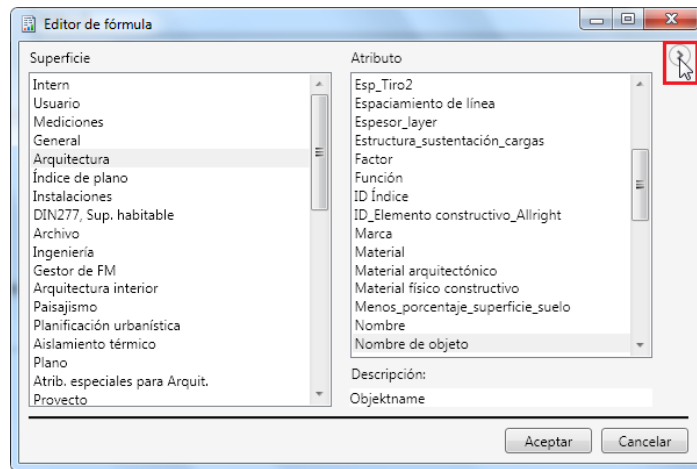 Editor de fórmula
Superficie
Intern
Usuario
Mediciones
General
Arquitectura
Índice de plano
Instalaciones
DIN277, Sup. habitable
Archivo
Ingeniería
Gestor de FM
Arquitectura interior
Paisajismo
Planificación urbanística
Aislamiento térmico
Plano
Atrib. especiales para Arquit.
Proyecto
Atributo
Esp_Tiro2
Espaciamiento de línea
Espesor_layer
Estructura_sustentación_cargas
Factor
Función
ID Índice
ID_Elemento constructivo_Allright
Marca
Material
Material arquitectónico
Material físico constructivo
Menos_porcentaje_superficie_suelo
Nombre
Nombre de objeto
Descripción:
Objektname
Aceptar
Cancelar